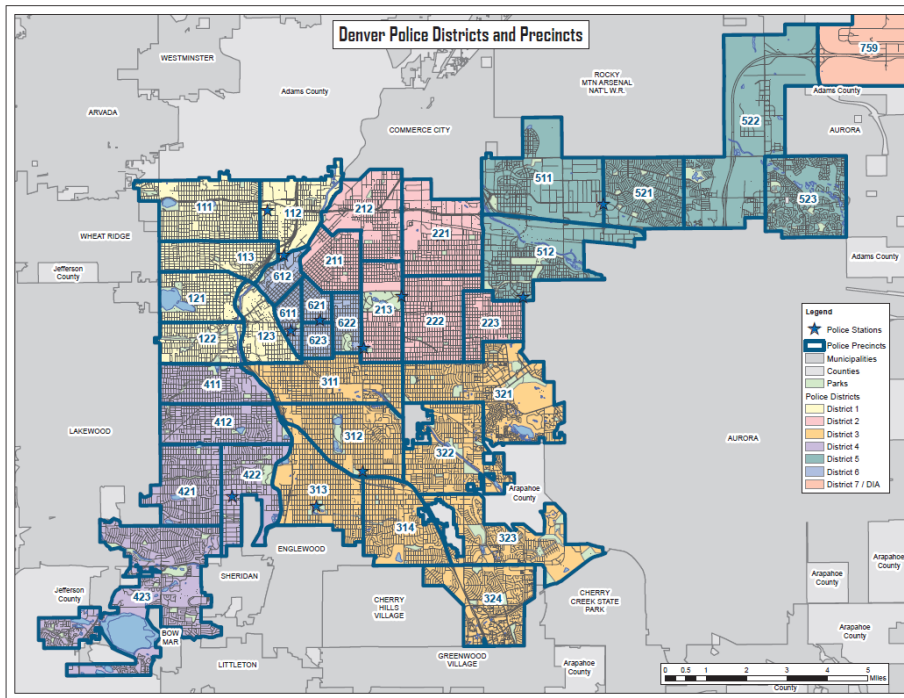 Denver Police Districts and Precincts
WESTMINSTER
759
ROCKY
MTN ARSENAL
NAT'L W.R.
Adams County
Adams County
ARVADA
522
COMMERCE CITY
AURORA
511
521
523
111
112
212
WHEAT RIDGE
221
113
512
211
Jefferson
County
612
Adams
County
121
621
213
611
622
222
223
122
123
623
Legend
Police Stations
Police Precincts
Municipalities
Counties
Parks
Police Districts
District 1
District 2
District 3
District 4
District 5
District 6
District 7 / DIA
411
311
321
412
LAKEWOOD
312
AURORA
322
422
421
313
Arapahoe
County
314
323
ENGLEWOOD
Arapahoe
County
SHERIDAN
Arapahoe
County
Jefferson
County
423
CHERRY
HILLS
VILLAGE
324
CHERRY
CREEK STATE
PARK
BOW
MAR
Arapahoe
County
LITTLETON
GREENWOOD
VILLAGE
Arapahoe
County
0 0.5 1 2 3 4 5
Miles
County